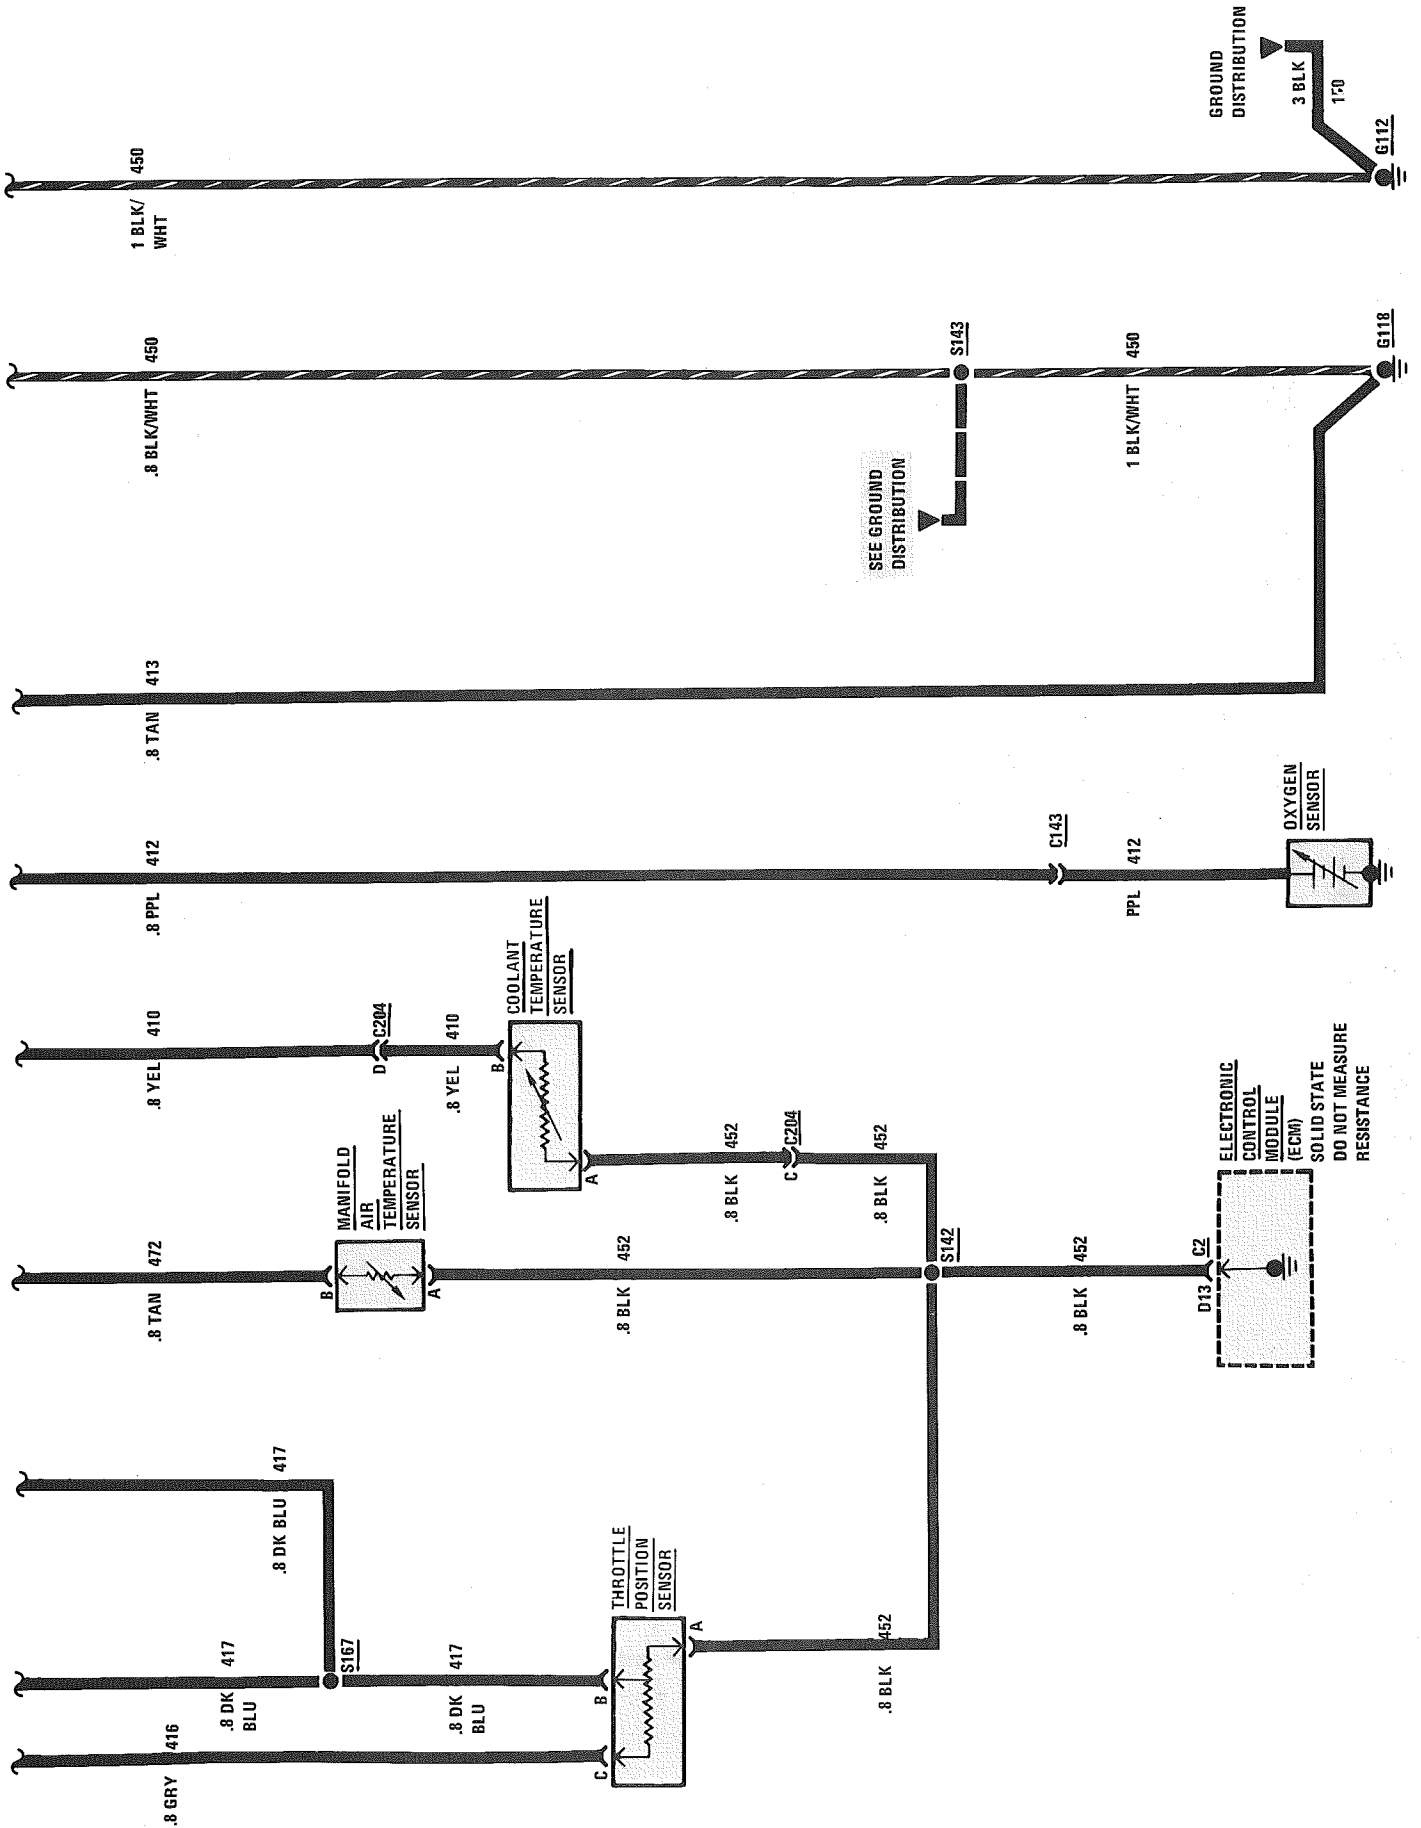 .8 GRY
416
.8 DK
BLU
417
.8 DK BLU
417
.8 TAN
472
.8 YEL
410
.8 PPL
412
.8 TAN
413
.8 BLK/WHT
450
1 BLK/
WHT
450
S167
B
MANIFOLD
AIR
TEMPERATURE
SENSOR
A
D
C204
.8 DK
BLU
417
.8 YEL
410
B
COOLANT
TEMPERATURE
SENSOR
A
C
B
THROTTLE
POSITION
SENSOR
A
.8 BLK
452
.8 BLK
452
C
C204
.8 BLK
452
.8 BLK
452
SEE GROUND
DISTRIBUTION
S142
S143
.8 BLK
452
C143
PPL
412
1 BLK/WHT
450
D13
C2
ELECTRONIC
CONTROL
MODULE
(ECM)
SOLID STATE
DO NOT MEASURE
RESISTANCE
OXYGEN
SENSOR
GROUND
DISTRIBUTION
3 BLK
G118
G112